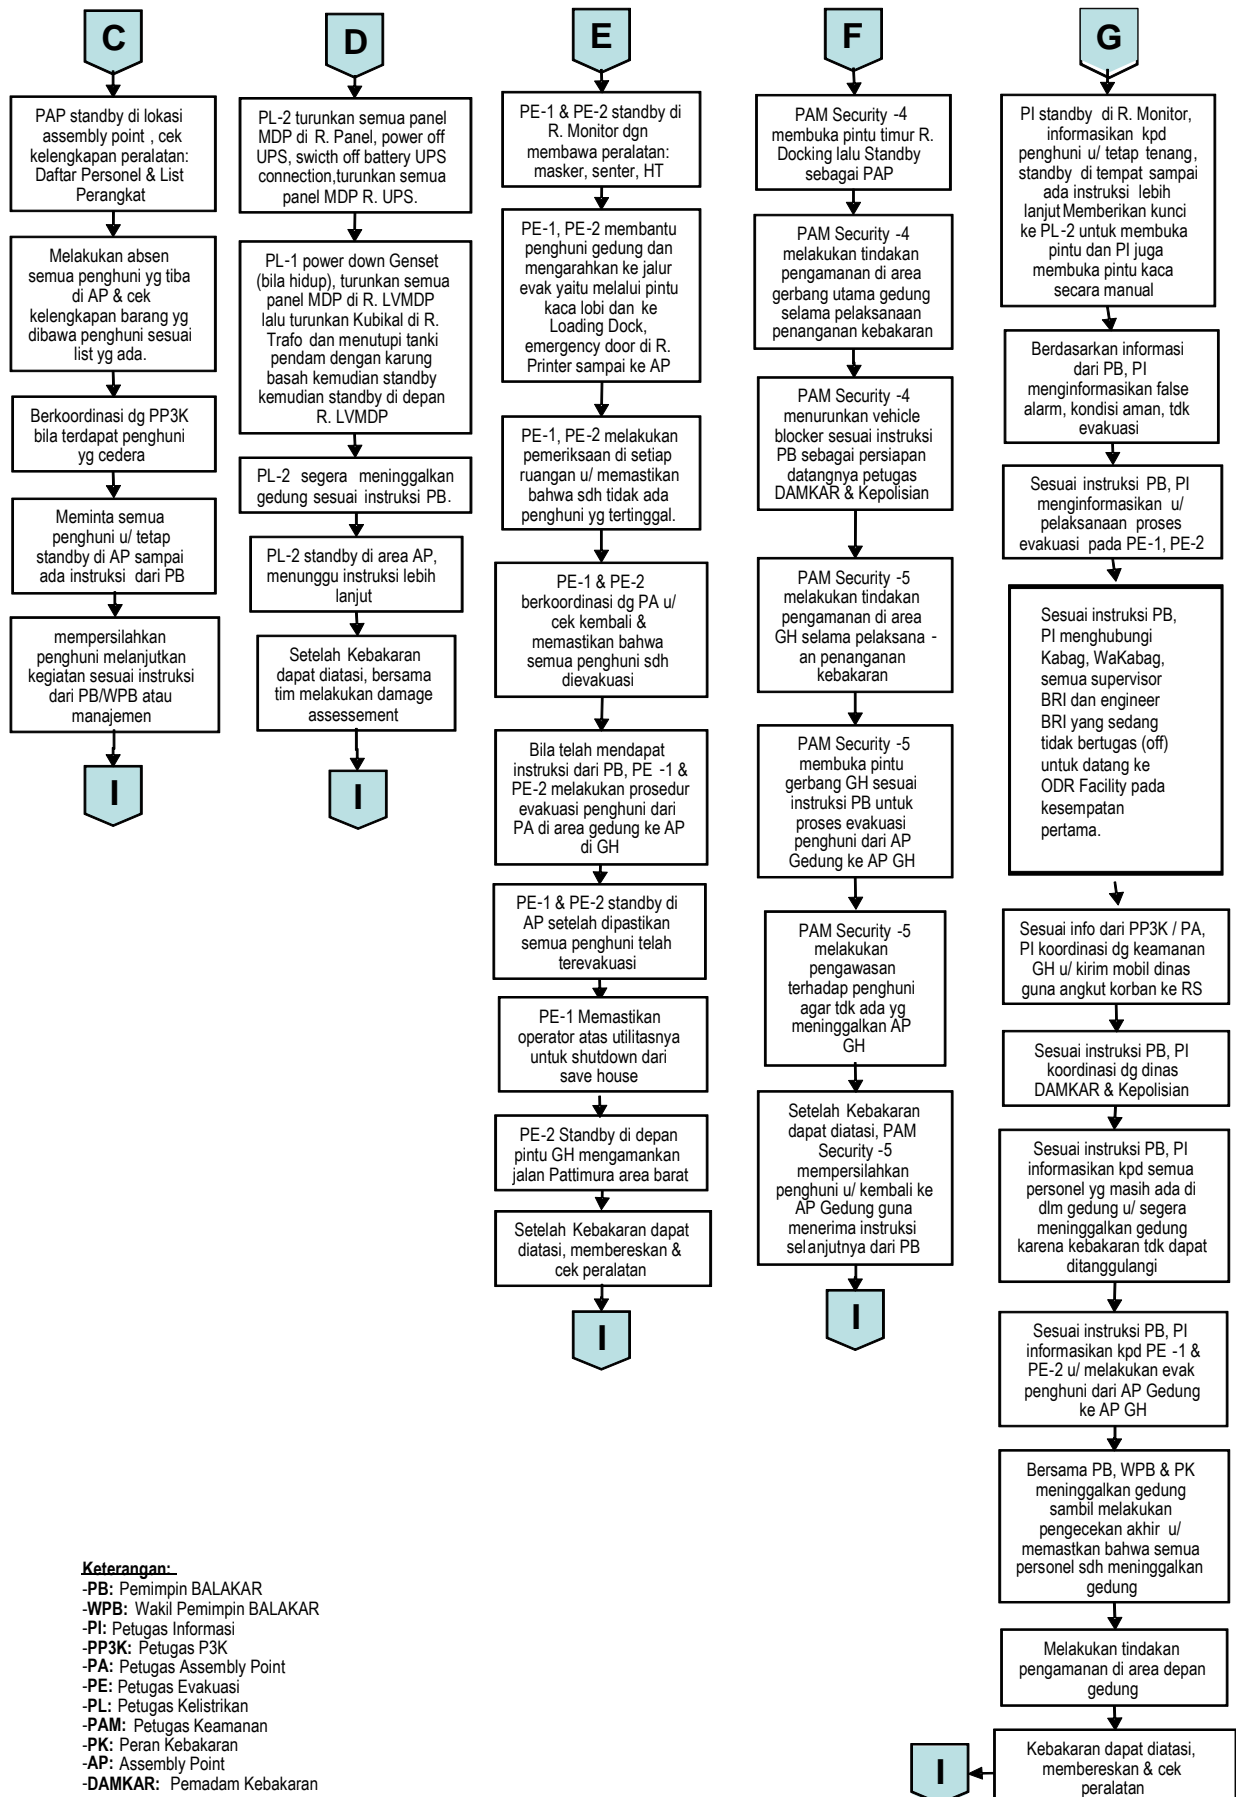 C
PAP standby di lokasi
assembly point , cek
kelengkapan peralatan:
Daftar Personel & List
Perangkat
Melakukan absen
semua penghuni yg tiba
di AP & cek
kelengkapan barang yg
dibawa penghuni sesuai
list yg ada.
Berkoordinasi dg PP3K
bila terdapat penghuni
yg cedera
Meminta semua
penghuni u/ tetap
standby di AP sampai
ada instruksi dari PB
mempersilahkan
penghuni melanjutkan
kegiatan sesuai instruksi
dari PB/WPB atau
manajemen
I
D
PL-2 turunkan semua panel
MDP di R. Panel, power off
UPS, swicth off battery UPS
connection,turunkan semua
panel MDP R. UPS.
PL-1 power down Genset
(bila hidup), turunkan semua
panel MDP di R. LVMDP
lalu turunkan Kubikal di R.
Trafo dan menutupi tanki
pendam dengan karung
basah kemudian standby
kemudian standby di depan
R. LVMDP
PL-2 segera meninggalkan
gedung sesuai instruksi PB.
PL-2 standby di area AP,
menunggu instruksi lebih
lanjut
Setelah Kebakaran
dapat diatasi, bersama
tim melakukan damage
assessement
I
E
PE-1 & PE-2 standby di
R. Monitor dgn
membawa peralatan:
masker, senter, HT
PE-1, PE-2 membantu
penghuni gedung dan
mengarahkan ke jalur
evak yaitu melalui pintu
kaca lobi dan ke
Loading Dock,
emergency door di R.
Printer sampai ke AP
PE-1, PE-2 melakukan
pemeriksaan di setiap
ruangan u/ memastikan
bahwa sdh tidak ada
penghuni yg tertinggal.
PE-1 & PE-2
berkoordinasi dg PA u/
cek kembali &
memastikan bahwa
semua penghuni sdh
dievakuasi
Bila telah mendapat
instruksi dari PB, PE -1 &
PE-2 melakukan prosedur
evakuasi penghuni dari
PA di area gedung ke AP
di GH
PE-1 & PE-2 standby di
AP setelah dipastikan
semua penghuni telah
terevakuasi
PE-1 Memastikan
operator atas utilitasnya
untuk shutdown dari
save house
PE-2 Standby di depan
pintu GH mengamankan
jalan Pattimura area barat
Setelah Kebakaran dapat
diatasi, membereskan &
cek peralatan
I
F
PAM Security -4
membuka pintu timur R.
Docking lalu Standby
sebagai PAP
PAM Security -4
melakukan tindakan
pengamanan di area
gerbang utama gedung
selama pelaksanaan
penanganan kebakaran
PAM Security -4
menurunkan vehicle
blocker sesuai instruksi
PB sebagai persiapan
datangnya petugas
DAMKAR & Kepolisian
PAM Security -5
melakukan tindakan
pengamanan di area
GH selama pelaksana -
an penanganan
kebakaran
PAM Security -5
membuka pintu
gerbang GH sesuai
instruksi PB untuk
proses evakuasi
penghuni dari AP
Gedung ke AP GH
PAM Security -5
melakukan
pengawasan
terhadap penghuni
agar tdk ada yg
meninggalkan AP
GH
Setelah Kebakaran
dapat diatasi, PAM
Security -5
mempersilahkan
penghuni u/ kembali ke
AP Gedung guna
menerima instruksi
selanjutnya dari PB
I
G
PI standby di R. Monitor,
informasikan kpd
penghuni u/ tetap tenang,
standby di tempat sampai
ada instruksi lebih
lanjut Memberikan kunci
ke PL-2 untuk membuka
pintu dan PI juga
membuka pintu kaca
secara manual
Berdasarkan informasi
dari PB, PI
menginformasikan false
alarm, kondisi aman, tdk
evakuasi
Sesuai instruksi PB, PI
menginformasikan u/
pelaksanaan proses
evakuasi pada PE-1, PE-2
Sesuai instruksi PB,
PI menghubungi
Kabag, WaKabag,
semua supervisor
BRI dan engineer
BRI yang sedang
tidak bertugas (off)
untuk datang ke
ODR Facility pada
kesempatan
pertama.
Sesuai info dari PP3K / PA,
PI koordinasi dg keamanan
GH u/ kirim mobil dinas
guna angkut korban ke RS
Sesuai instruksi PB, PI
koordinasi dg dinas
DAMKAR & Kepolisian
Sesuai instruksi PB, PI
informasikan kpd semua
personel yg masih ada di
dlm gedung u/ segera
meninggalkan gedung
karena kebakaran tdk dapat
ditanggulangi
Sesuai instruksi PB, PI
informasikan kpd PE -1 &
PE-2 u/ melakukan evak
penghuni dari AP Gedung
ke AP GH
Bersama PB, WPB & PK
meninggalkan gedung
sambil melakukan
pengecekan akhir u/
memastkan bahwa semua
personel sdh meninggalkan
gedung
Melakukan tindakan
pengamanan di area depan
gedung
Kebakaran dapat diatasi,
membereskan & cek
peralatan
I
Keterangan:
-PB: Pemimpin BALAKAR
-WPB: Wakil Pemimpin BALAKAR
-PI: Petugas Informasi
-PP3K: Petugas P3K
-PA: Petugas Assembly Point
-PE: Petugas Evakuasi
-PL: Petugas Kelistrikan
-PAM: Petugas Keamanan
-PK: Peran Kebakaran
-AP: Assembly Point
-DAMKAR: Pemadam Kebakaran